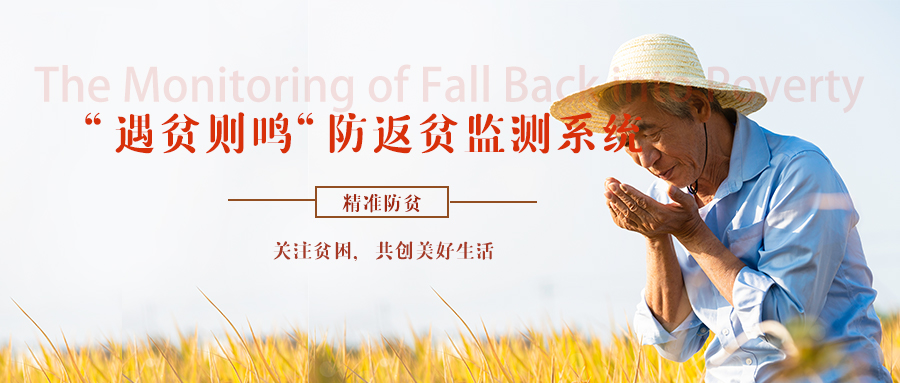 The Monitoring of Fall Back into Poverty
“遇贫则鸣“防返贫监测系统
精准防贫
关注贫困，共创美好生活